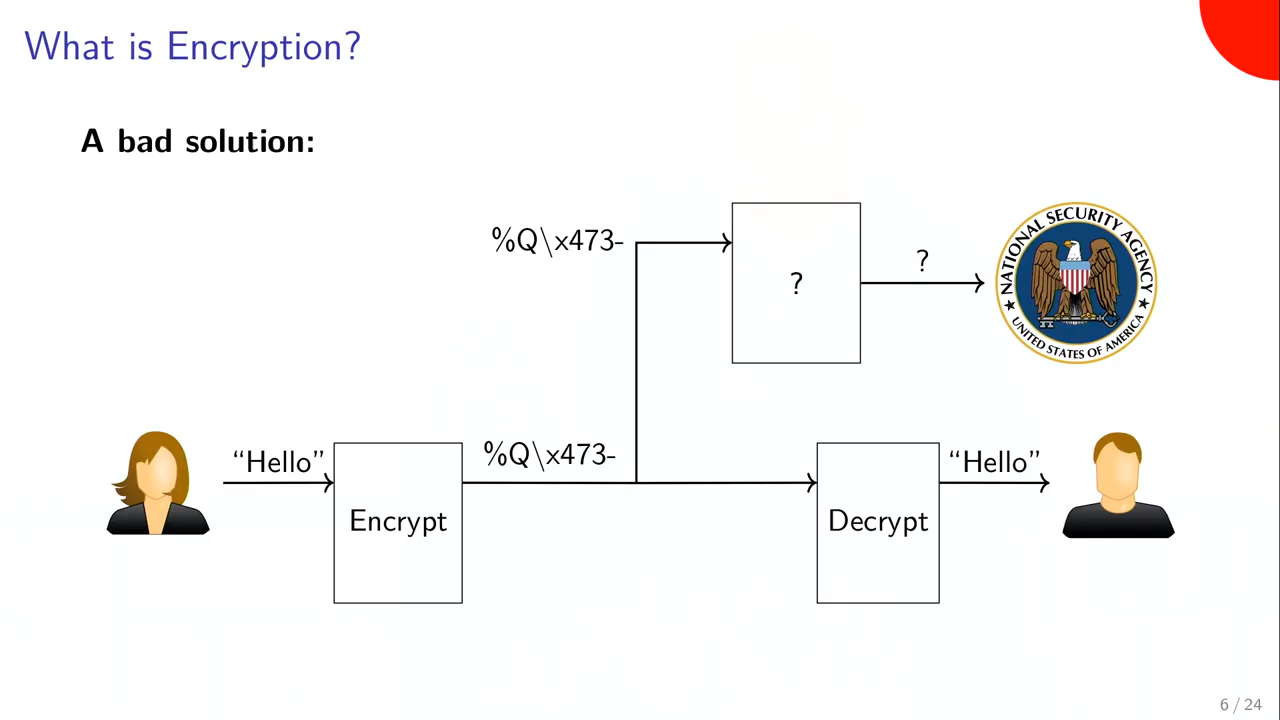 What is Encryption?
A bad solution:
%Q\x473-
?
?
NATIONAL SECURITY AGENCY
UNITED STATES OF AMERICA
“Hello”
Encrypt
%Q\x473-
Decrypt
“Hello”
6 / 24